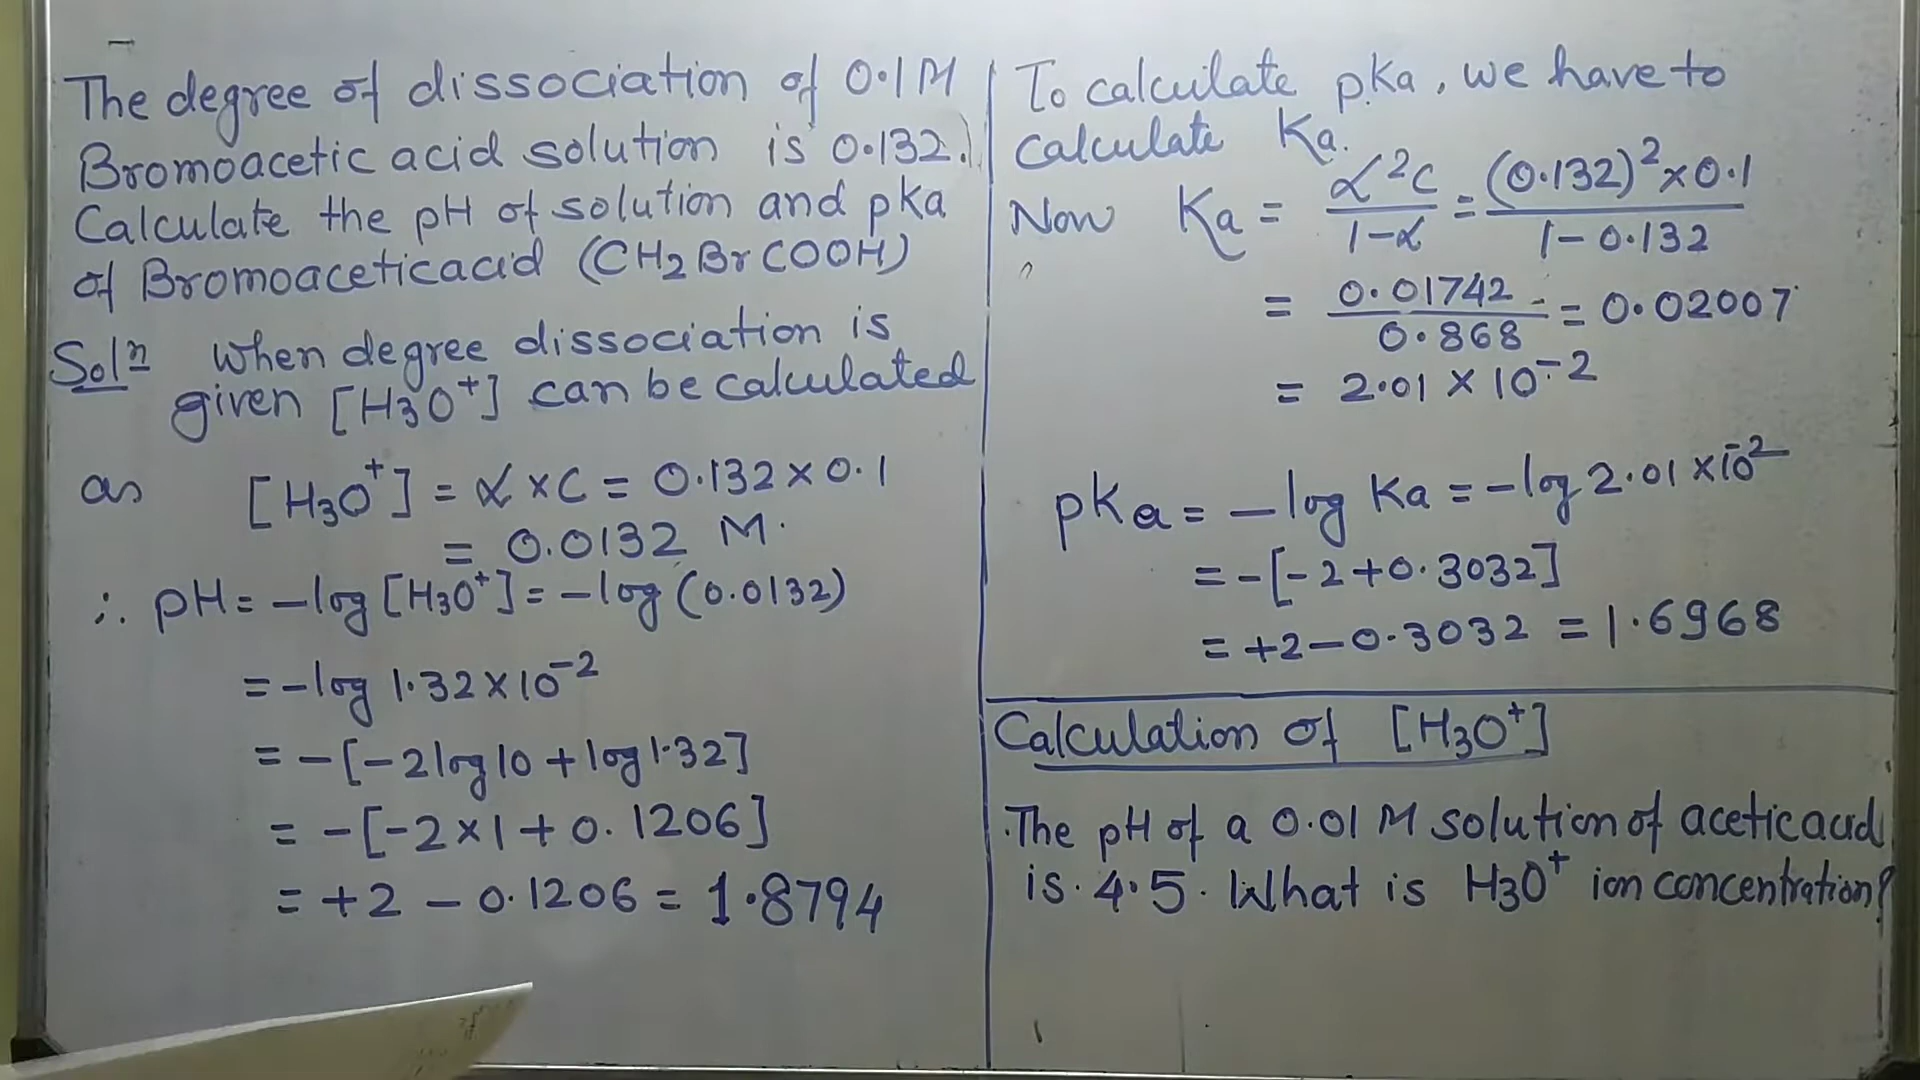 The degree of dissociation of 0.1M
Bromoacetic acid solution is 0.132.
Calculate the pH of solution and pka
of Bromoaceticacid (CH2BrCOOH)
Solⁿ When degree dissociation is
given [H3O⁺] can be calculated
as [H3O⁺] = α × C = 0.132 × 0.1
= 0.0132 M.
∴ pH = −log [H3O⁺] = −log (0.0132)
= −log 1.32 × 10⁻²
= −[−2log10 + log1.32]
= −[−2×1 + 0.1206]
= +2 − 0.1206 = 1.8794
To calculate pKa, we have to
calculate Ka.
Now Ka = α²C / 1−α = (0.132)² × 0.1 / 1−0.132
= 0.01742 / 0.868 = 0.02007
= 2.01 × 10⁻²
pKa = −log Ka = −log 2.01 × 10⁻²
= −[−2+0.3032]
= +2−0.3032 = 1.6968
Calculation of [H3O⁺]
The pH of a 0.01 M solution of aceticacid
is 4.5. What is H3O⁺ ion concentration?